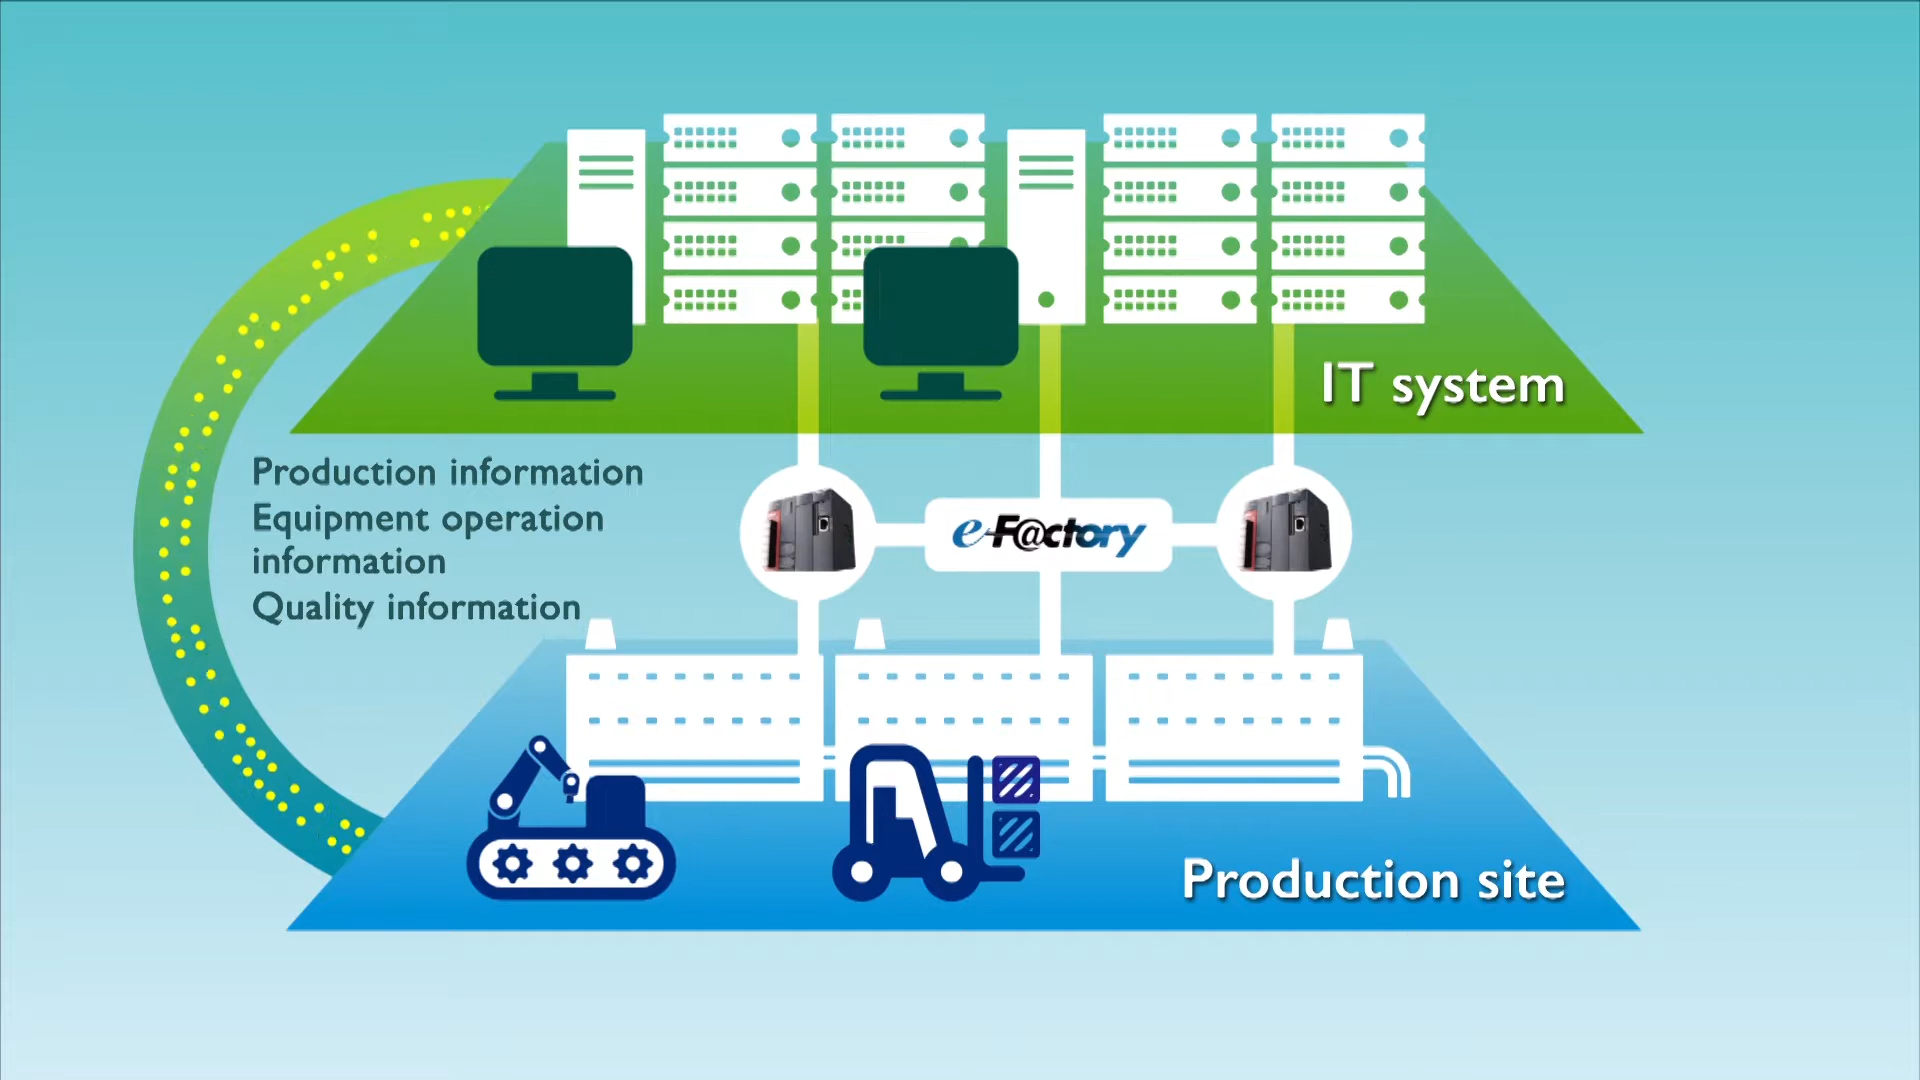 IT system
Production information
Equipment operation
information
Quality information
e-F@ctory
Production site